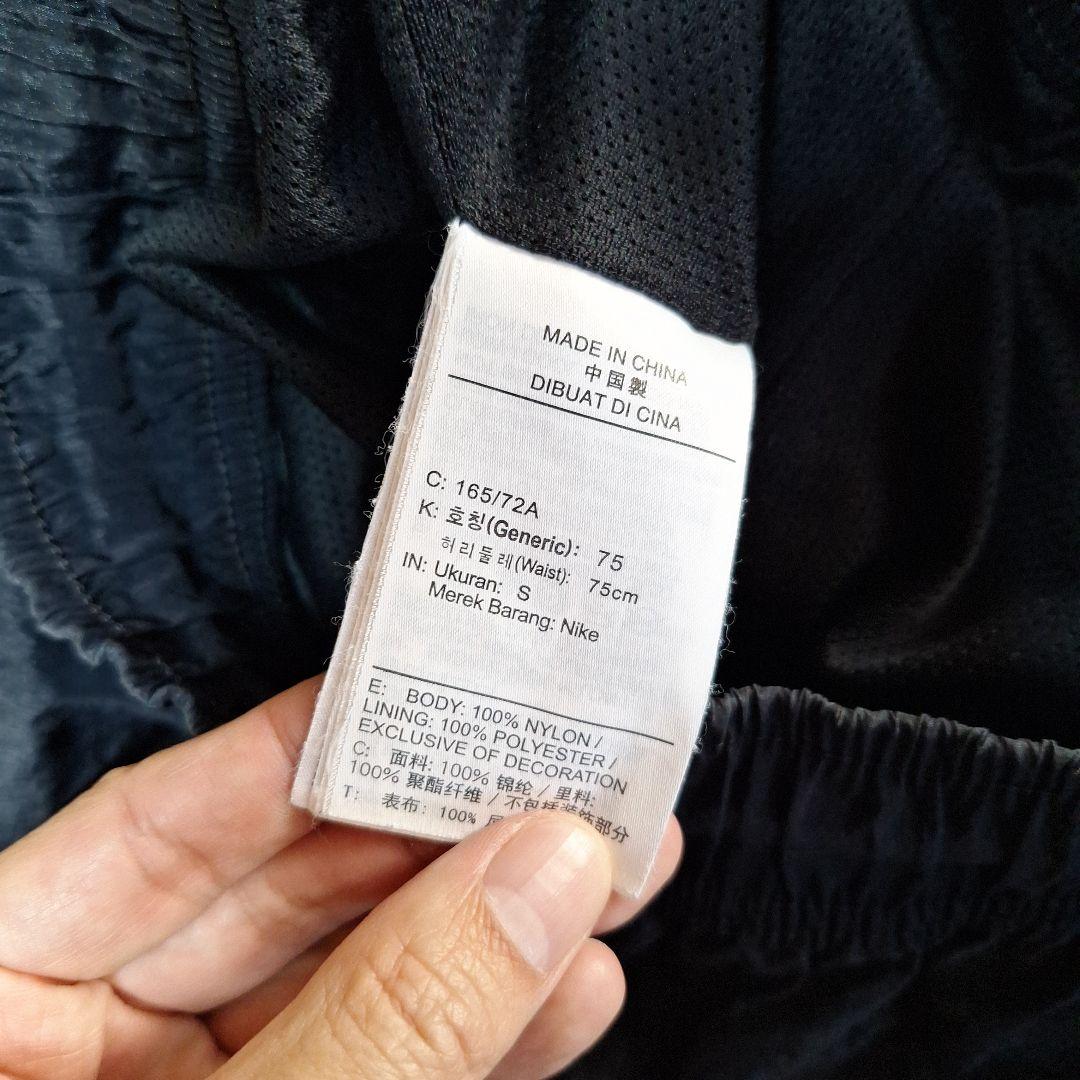 MADE IN CHINA
中国製
DIBUAT DI CINA
C: 165/72A
K: 호칭(Generic): 75
허리둘레(Waist): 75cm
IN: Ukuran: S
Merek Barang: Nike
E: BODY: 100% NYLON /
LINING: 100% POLYESTER /
EXCLUSIVE OF DECORATION
C: 面料: 100% 锦纶 / 里料:
100% 聚酯纤维 / 不包括装饰部分
T: 表布: 100%